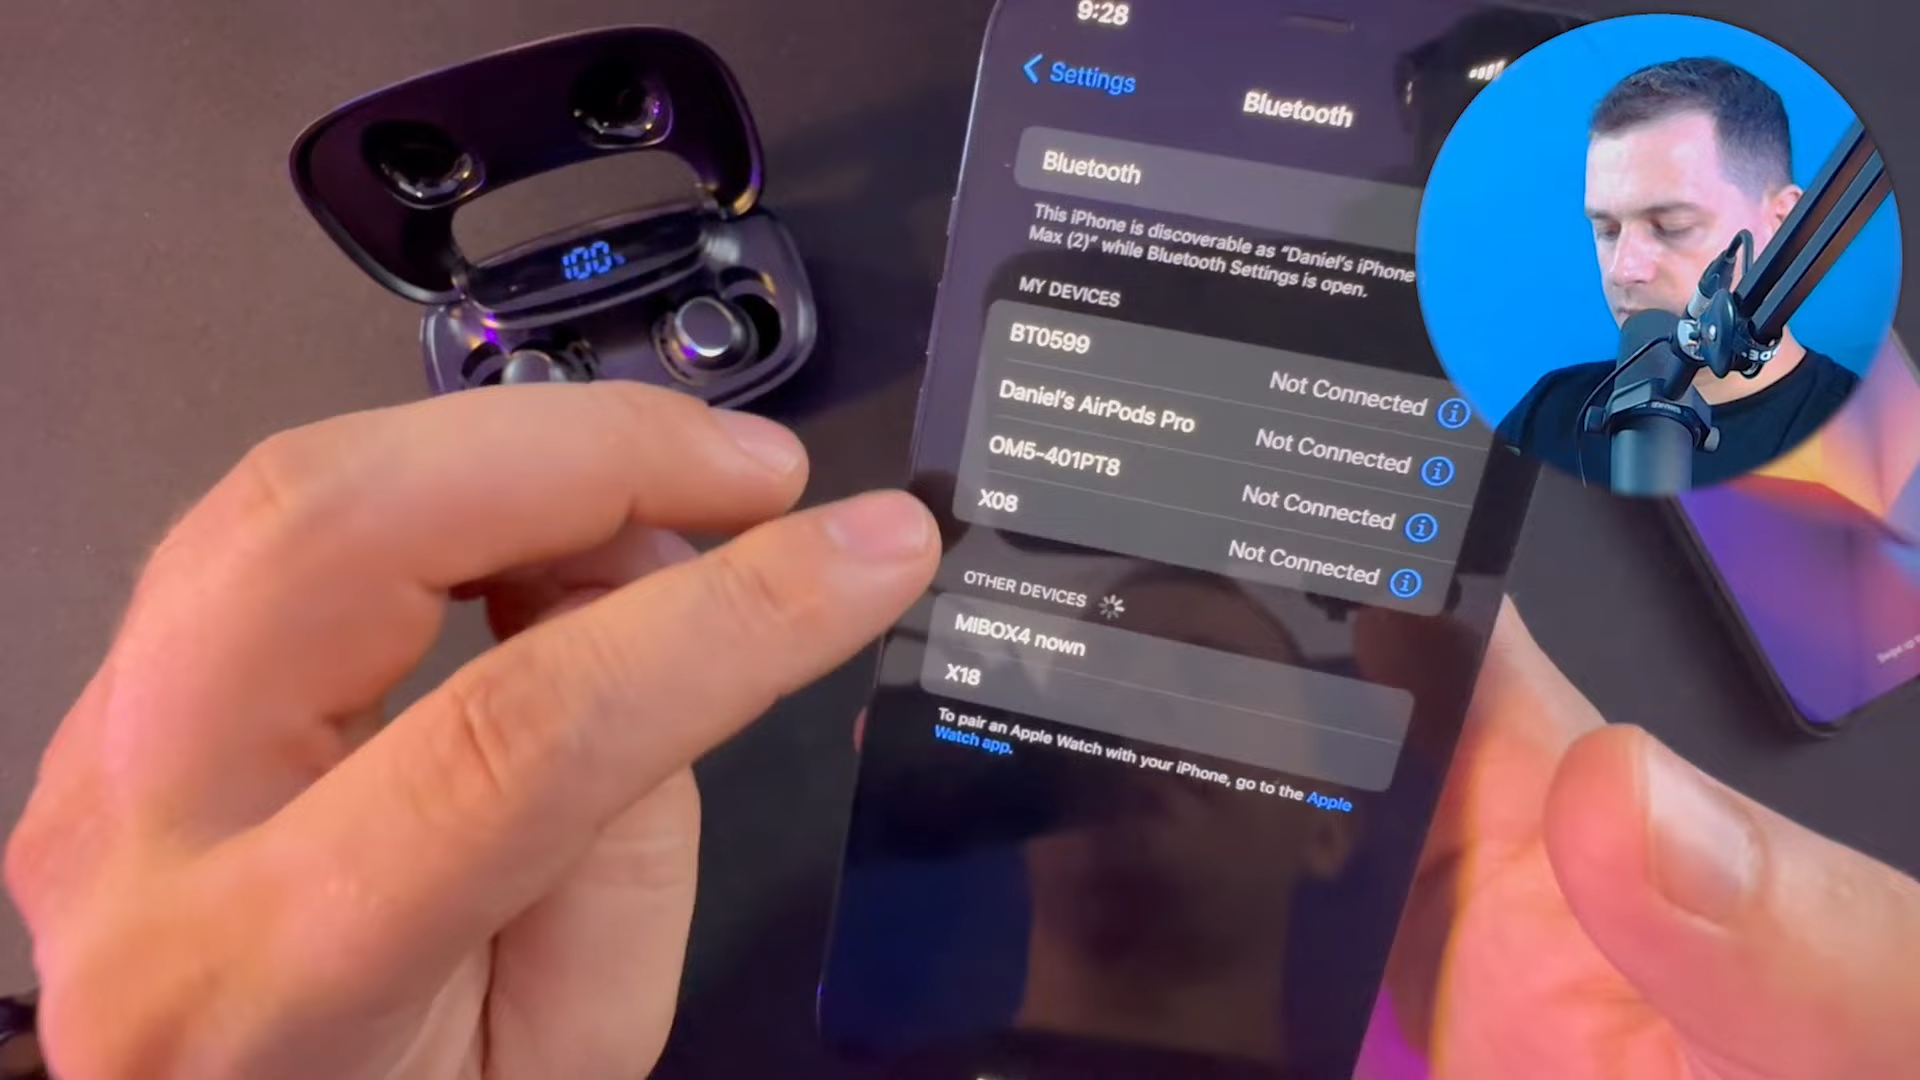 9:28
Settings
Bluetooth
Bluetooth
This iPhone is discoverable as "Daniel's iPhone
Max (2)" while Bluetooth Settings is open.
MY DEVICES
BT0599
Not Connected
Daniel's AirPods Pro
Not Connected
OM5-401PT8
Not Connected
X08
Not Connected
OTHER DEVICES
MIBOX4 nown
X18
To pair an Apple Watch with your iPhone, go to the Apple
Watch app.
100%